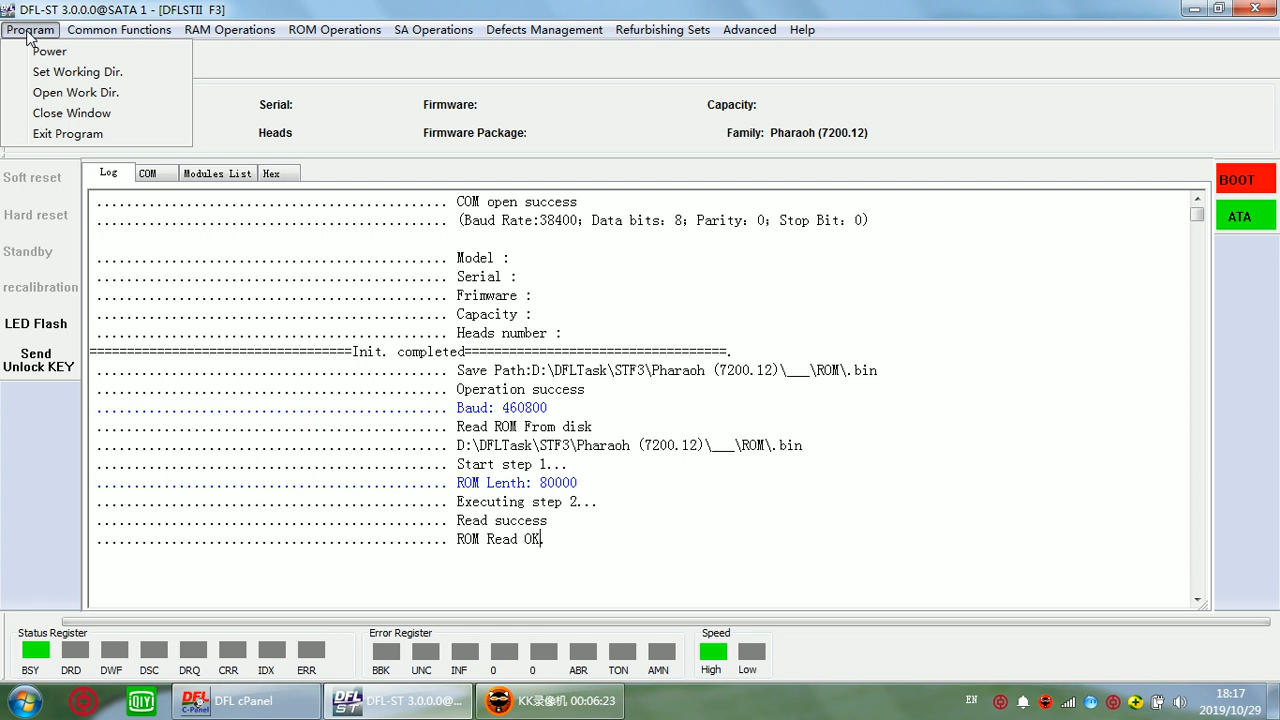 DFL-ST 3.0.0.0@SATA 1 - [DFLSTII F3]
Program Common Functions RAM Operations ROM Operations SA Operations Defects Management Refurbishing Sets Advanced Help
Power
Set Working Dir.
Open Work Dir.
Close Window
Exit Program
Serial: Firmware: Capacity:
Heads Firmware Package: Family: Pharaoh (7200.12)
Soft reset
Hard reset
Standby
recalibration
LED Flash
Send
Unlock KEY
Log COM Modules List Hex
............................................... COM open success
............................................... (Baud Rate:38400; Data bits: 8; Parity: 0; Stop Bit: 0)
............................................... Model :
............................................... Serial :
............................................... Frimware :
............................................... Capacity :
............................................... Heads number :
===================================Init. completed===================================.
............................................... Save Path:D:\DFLTask\STF3\Pharaoh (7200.12)\___\ROM\.bin
............................................... Operation success
............................................... Baud: 460800
............................................... Read ROM From disk
............................................... D:\DFLTask\STF3\Pharaoh (7200.12)\___\ROM\.bin
............................................... Start step 1...
............................................... ROM Lenth: 80000
............................................... Executing step 2...
............................................... Read success
............................................... ROM Read OK
BOOT
ATA
Status Register Error Register Speed
BSY DRD DWF DSC DRQ CRR IDX ERR BBK UNC INF 0 0 ABR TON AMN High Low
QIYI DFL C-Panel DFL cPanel DFL -ST- DFL-ST 3.0.0.0@SATA... KK录像机 00:06:23 EN 18:17
2019/10/29